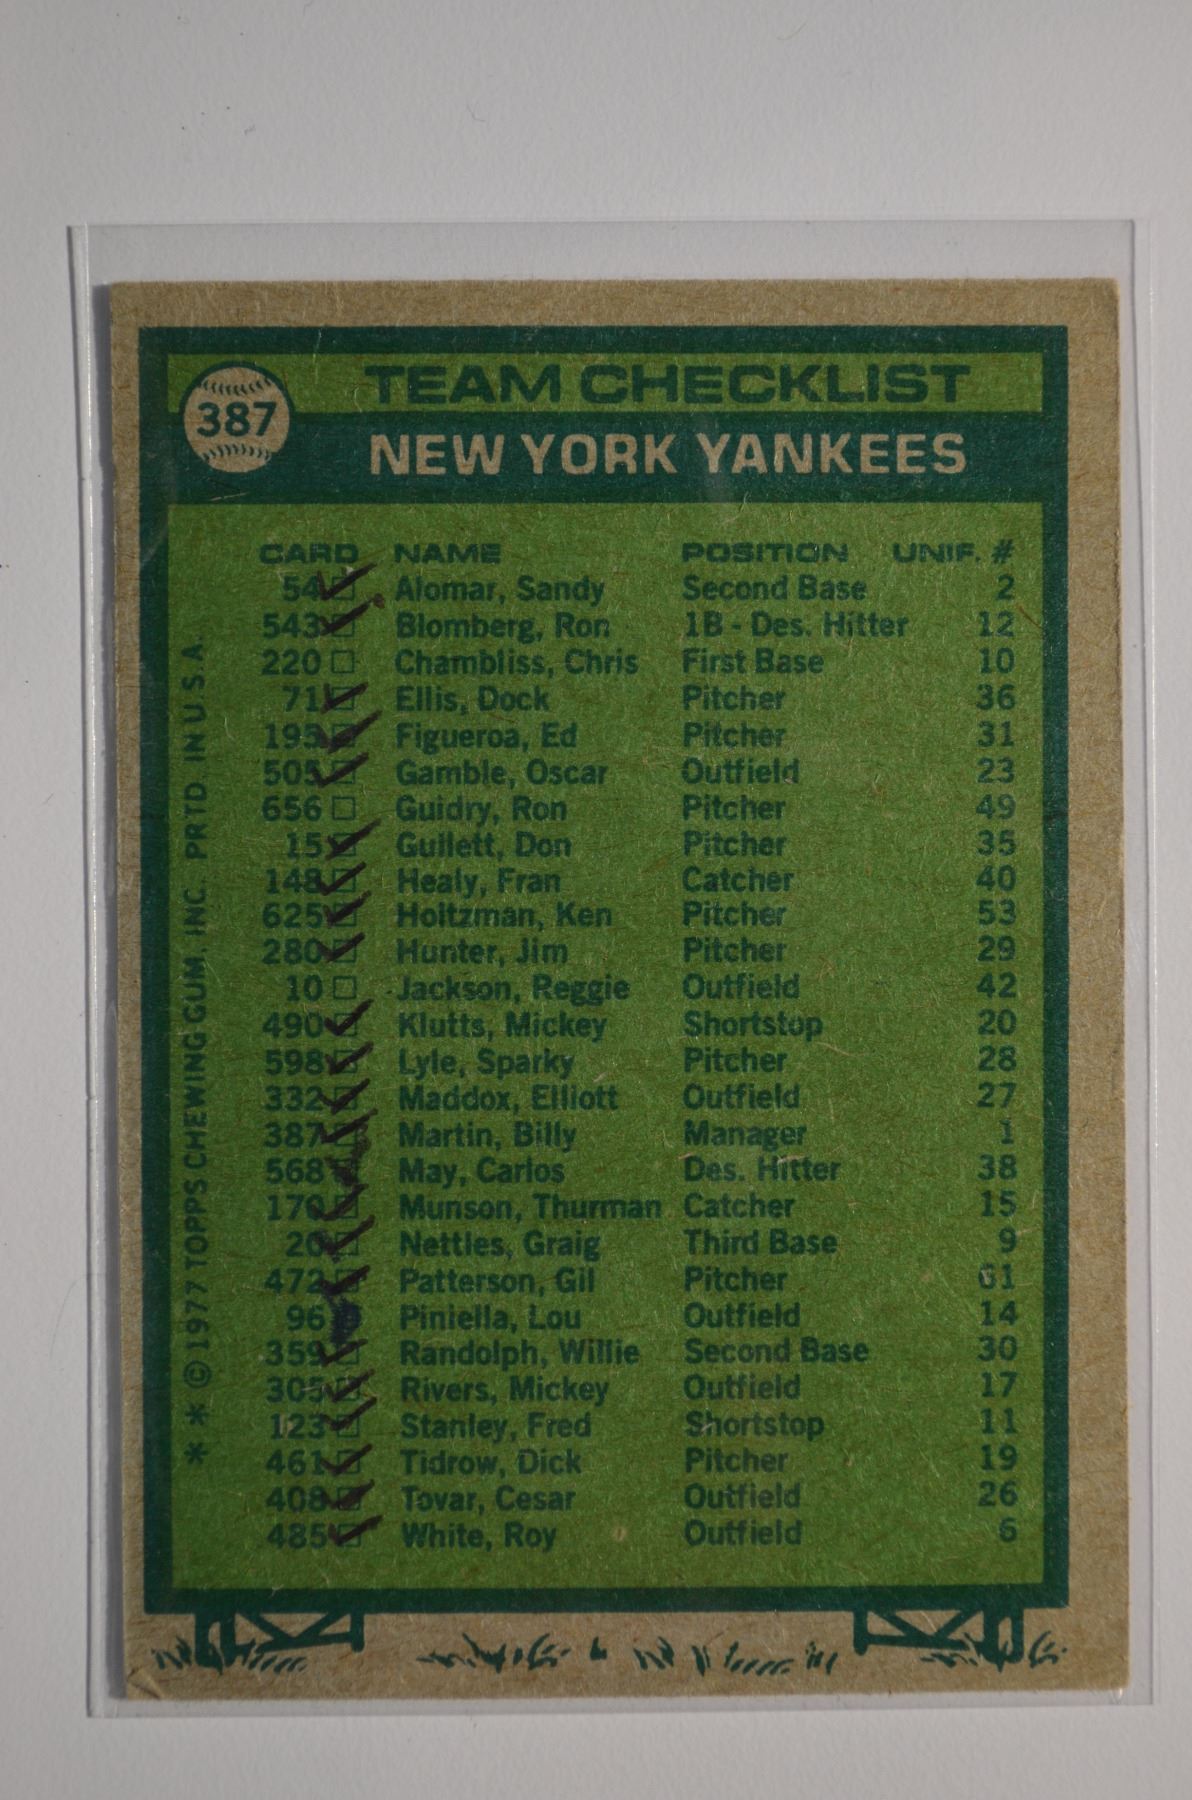 387
TEAM CHECKLIST
NEW YORK YANKEES
CARD NAME POSITION UNIF. #
54 Alomar, Sandy Second Base 2
543 Blomberg, Ron 1B - Des. Hitter 12
220 Chambliss, Chris First Base 10
71 Ellis, Dock Pitcher 36
195 Figueroa, Ed Pitcher 31
505 Gamble, Oscar Outfield 23
656 Guidry, Ron Pitcher 49
15 Gullett, Don Pitcher 35
148 Healy, Fran Catcher 40
625 Holtzman, Ken Pitcher 53
280 Hunter, Jim Pitcher 29
10 Jackson, Reggie Outfield 42
490 Klutts, Mickey Shortstop 20
598 Lyle, Sparky Pitcher 28
332 Maddox, Elliott Outfield 27
387 Martin, Billy Manager 1
568 May, Carlos Des. Hitter 38
170 Munson, Thurman Catcher 15
20 Nettles, Graig Third Base 9
472 Patterson, Gil Pitcher 61
96 Piniella, Lou Outfield 14
359 Randolph, Willie Second Base 30
305 Rivers, Mickey Outfield 17
123 Stanley, Fred Shortstop 11
461 Tidrow, Dick Pitcher 19
408 Tovar, Cesar Outfield 26
485 White, Roy Outfield 6
* * © 1977 TOPPS CHEWING GUM, INC. PRTD. IN U.S.A.